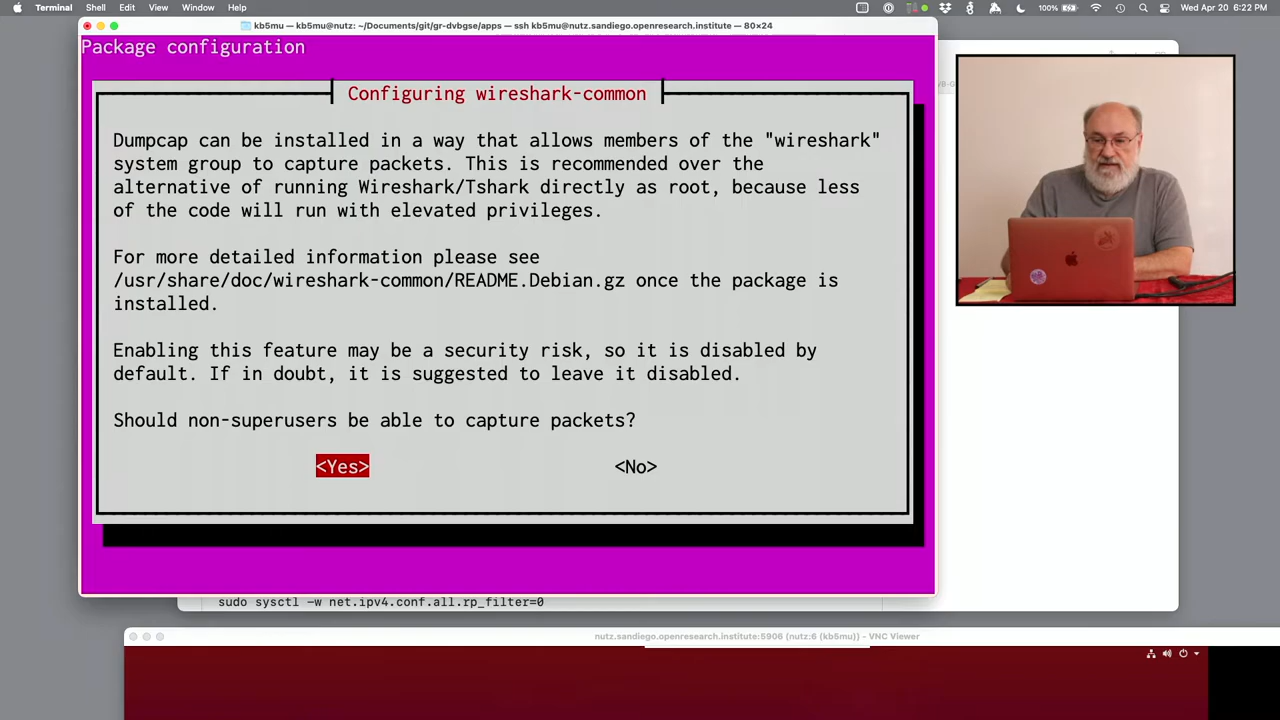 Terminal Shell Edit View Window Help
100% Wed Apr 20 6:22 PM
kb5mu — kb5mu@nutz: ~/Documents/git/gr-dvbgse/apps — ssh kb5mu@nutz.sandiego.openresearch.institute — 80×24
Package configuration
Configuring wireshark-common
Dumpcap can be installed in a way that allows members of the "wireshark"
system group to capture packets. This is recommended over the
alternative of running Wireshark/Tshark directly as root, because less
of the code will run with elevated privileges.
For more detailed information please see
/usr/share/doc/wireshark-common/README.Debian.gz once the package is
installed.
Enabling this feature may be a security risk, so it is disabled by
default. If in doubt, it is suggested to leave it disabled.
Should non-superusers be able to capture packets?
<Yes> <No>
sudo sysctl -w net.ipv4.conf.all.rp_filter=0
nutz.sandiego.openresearch.institute:5906 (nutz:6 (kb5mu)) - VNC Viewer